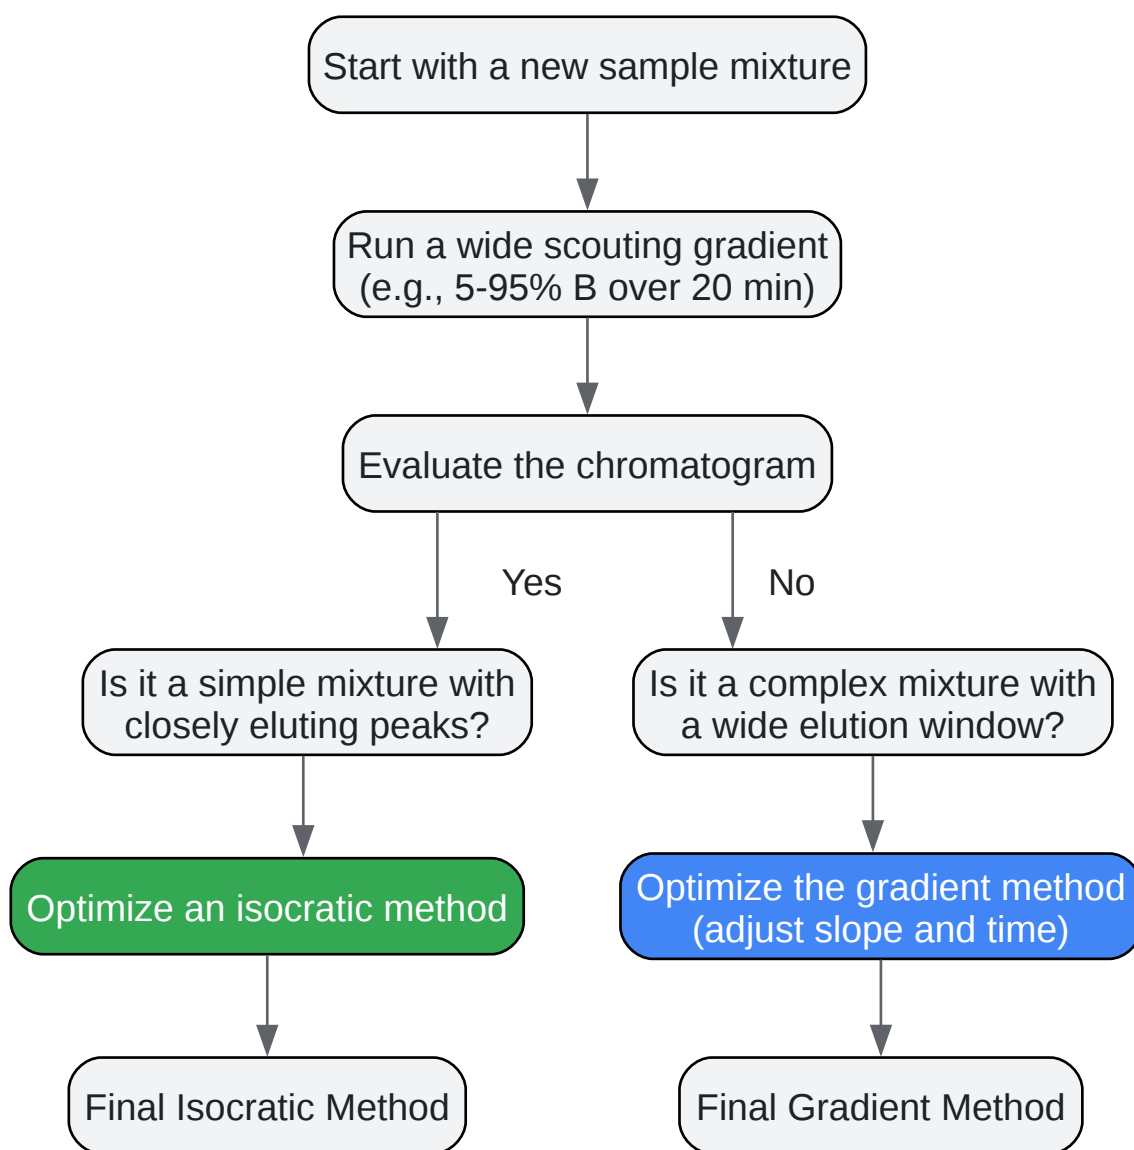 Start with a new sample mixture
Run a wide scouting gradient
(e.g., 5-95% B over 20 min)
Evaluate the chromatogram
Yes
No
Is it a simple mixture with
closely eluting peaks?
Is it a complex mixture with
a wide elution window?
Optimize an isocratic method
Optimize the gradient method
(adjust slope and time)
Final Isocratic Method
Final Gradient Method